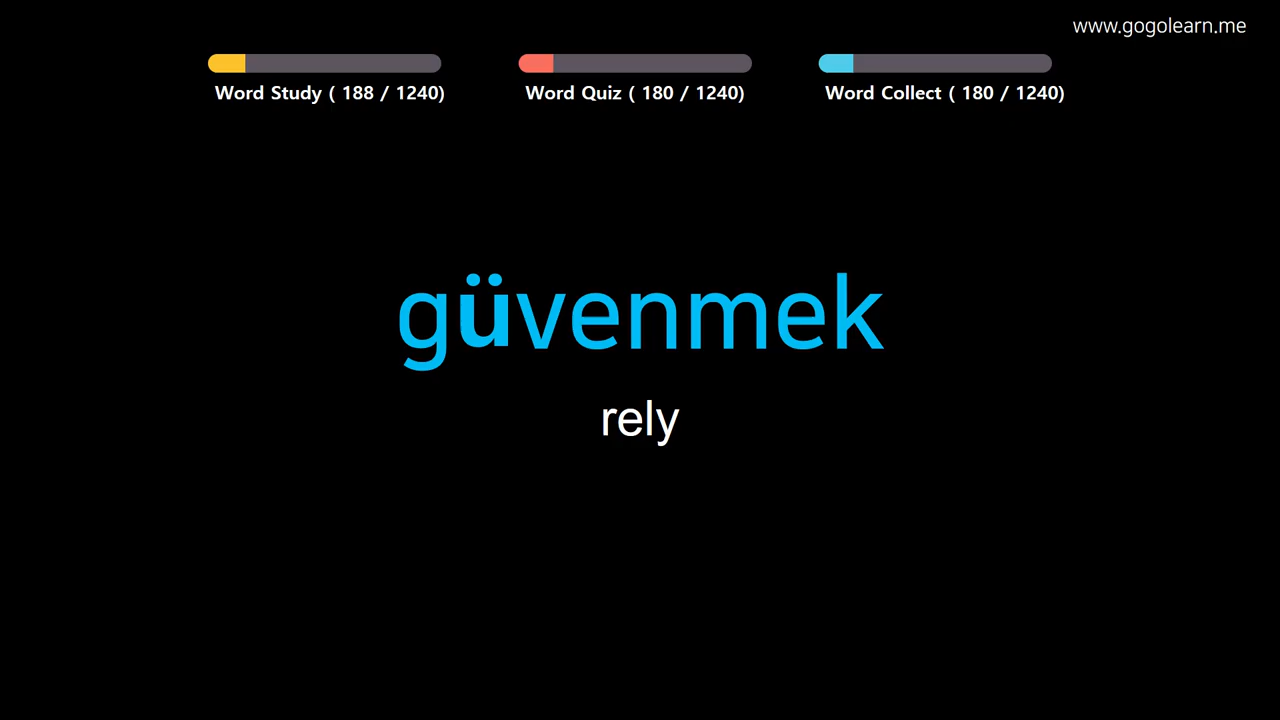 www.gogolearn.me
Word Study ( 188 / 1240)
Word Quiz ( 180 / 1240)
Word Collect ( 180 / 1240)
güvenmek
rely